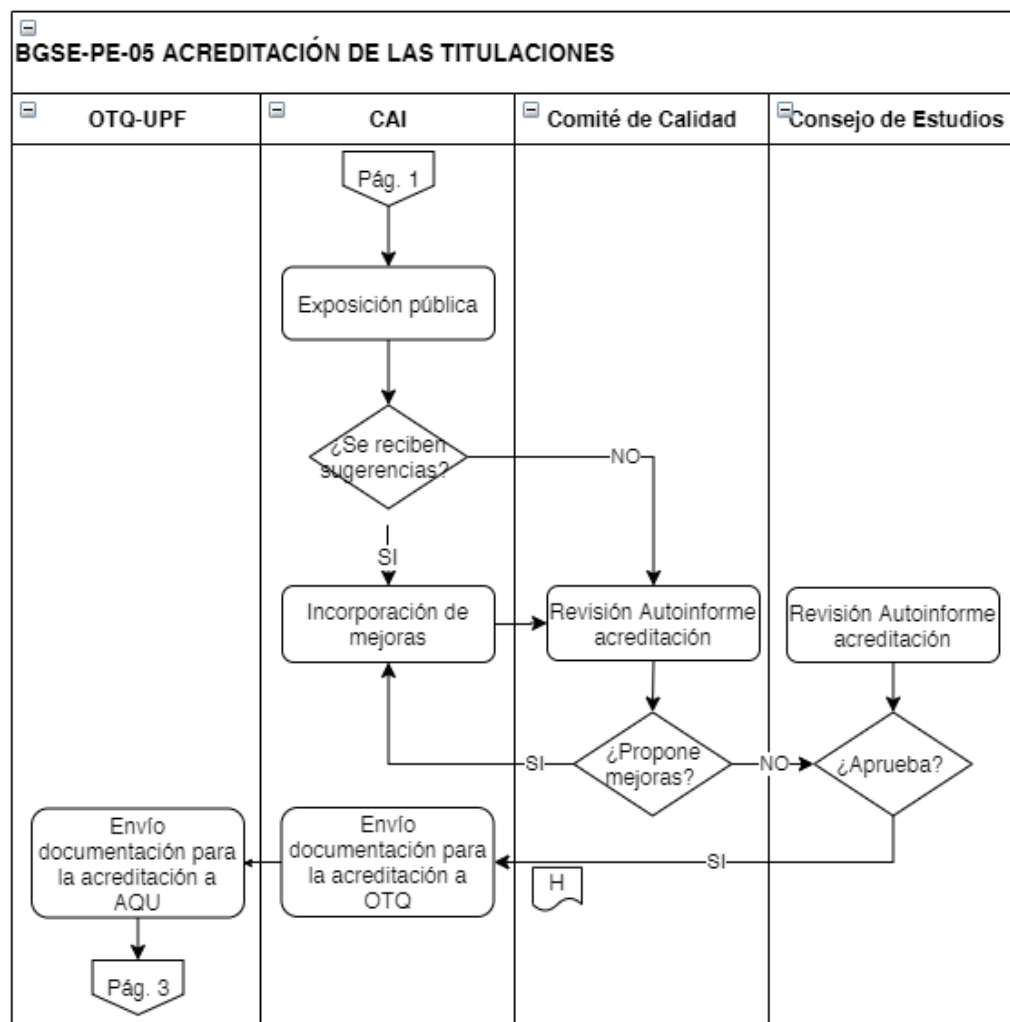 BGSE-PE-05 ACREDITACIÓN DE LAS TITULACIONES
OTQ-UPF
CAI
Comité de Calidad
Consejo de Estudios
Pág. 1
Exposición pública
¿Se reciben
sugerencias?
NO
SI
Incorporación de
mejoras
Revisión Autoinforme
acreditación
Revisión Autoinforme
acreditación
¿Propone
mejoras?
SI
NO
¿Aprueba?
Envío
documentación para
la acreditación a
AQU
Envío
documentación para
la acreditación a
OTQ
SI
H
Pág. 3